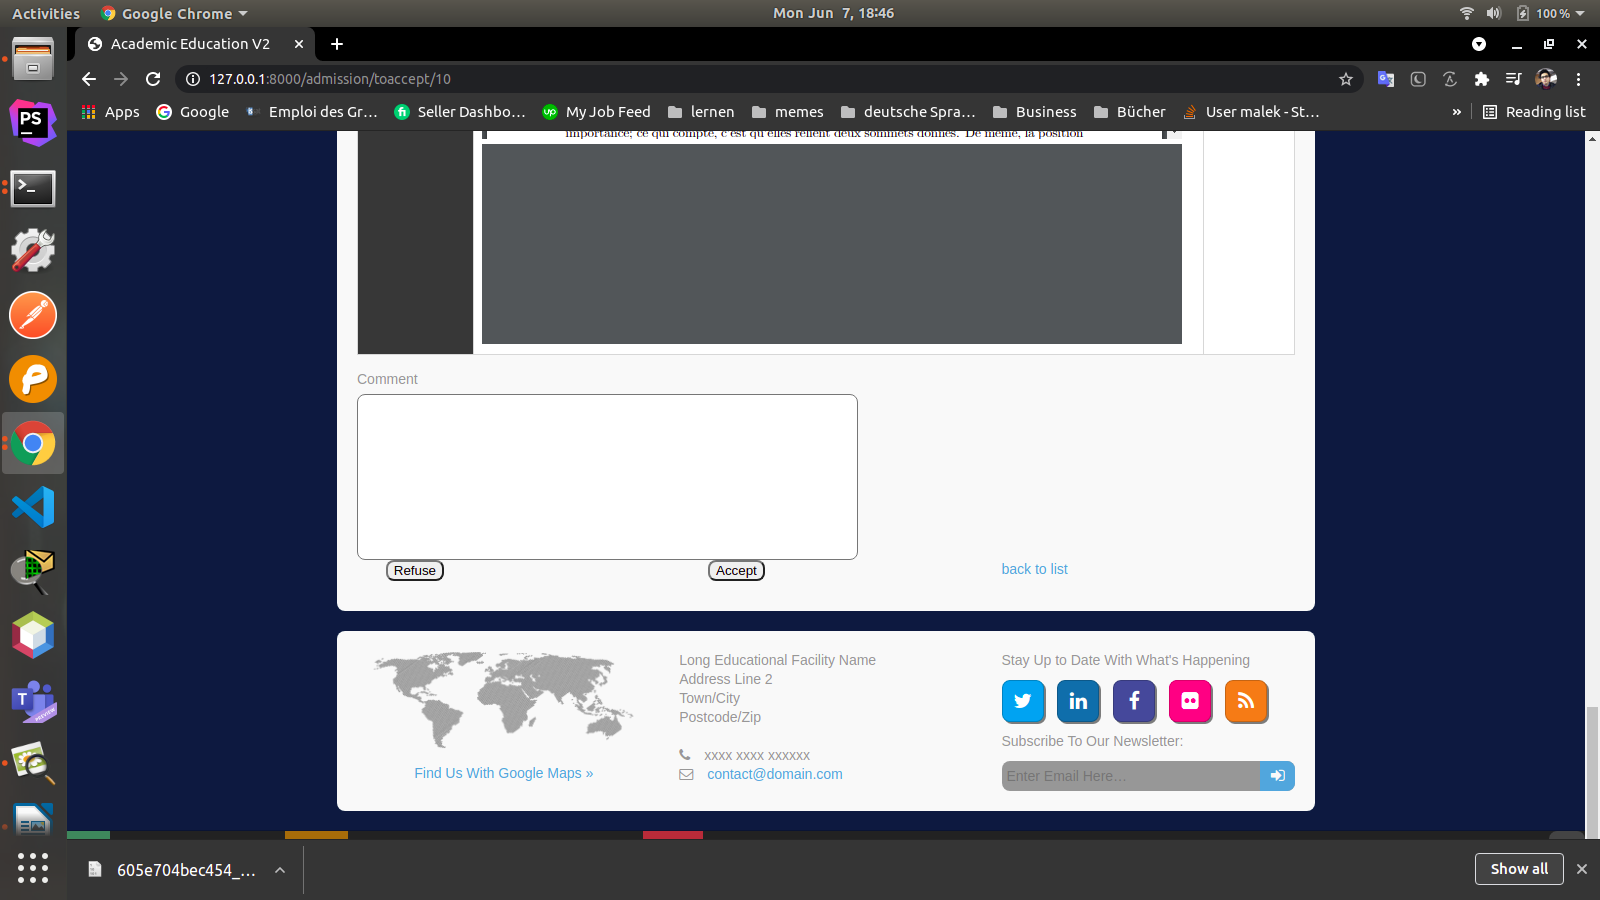 Activities
Google Chrome
Mon Jun 7, 18:46
100 %
Academic Education V2
127.0.0.1:8000/admission/toaccept/10
Apps
Google
Emploi des Gr...
Seller Dashbo...
My Job Feed
lernen
memes
deutsche Spra...
Business
Bücher
User malek - St...
»
Reading list
importance; ce qui compte, c'est qu'elles relient deux sommets donnés. De même, la position
Comment
Refuse
Accept
back to list
Long Educational Facility Name
Address Line 2
Town/City
Postcode/Zip
xxxx xxxx xxxxxx
contact@domain.com
Find Us With Google Maps »
Stay Up to Date With What's Happening
Subscribe To Our Newsletter:
Enter Email Here...
605e704bec454_...
Show all
PS
fi
up
T
PREVIEW